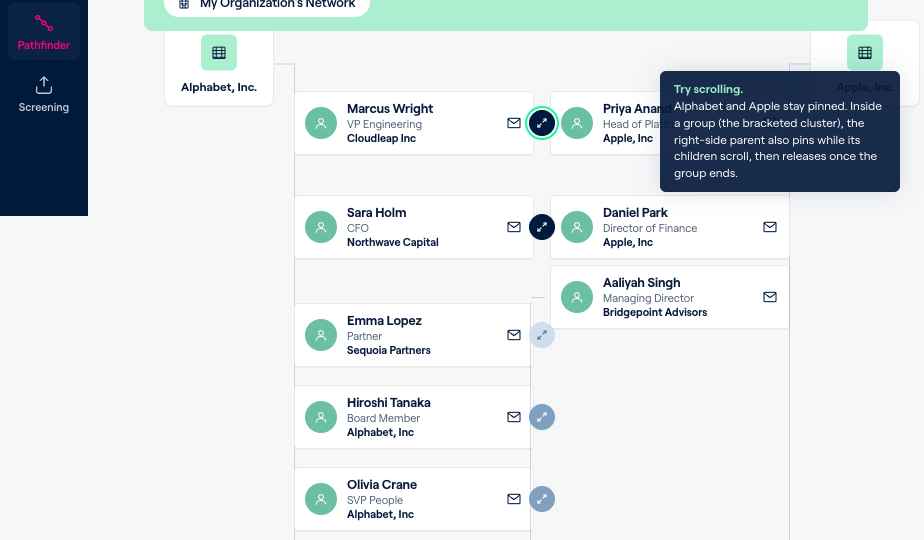 My Organization's Network
Pathfinder
Screening
Alphabet, Inc.
Apple, Inc.
Try scrolling.
Alphabet and Apple stay pinned. Inside
a group (the bracketed cluster), the
right-side parent also pins while its
children scroll, then releases once the
group ends.
Marcus Wright
VP Engineering
Cloudleap Inc
Priya Anand
Head of
Apple, Inc
Sara Holm
CFO
Northwave Capital
Daniel Park
Director of Finance
Apple, Inc
Aaliyah Singh
Managing Director
Bridgepoint Advisors
Emma Lopez
Partner
Sequoia Partners
Hiroshi Tanaka
Board Member
Alphabet, Inc
Olivia Crane
SVP People
Alphabet, Inc